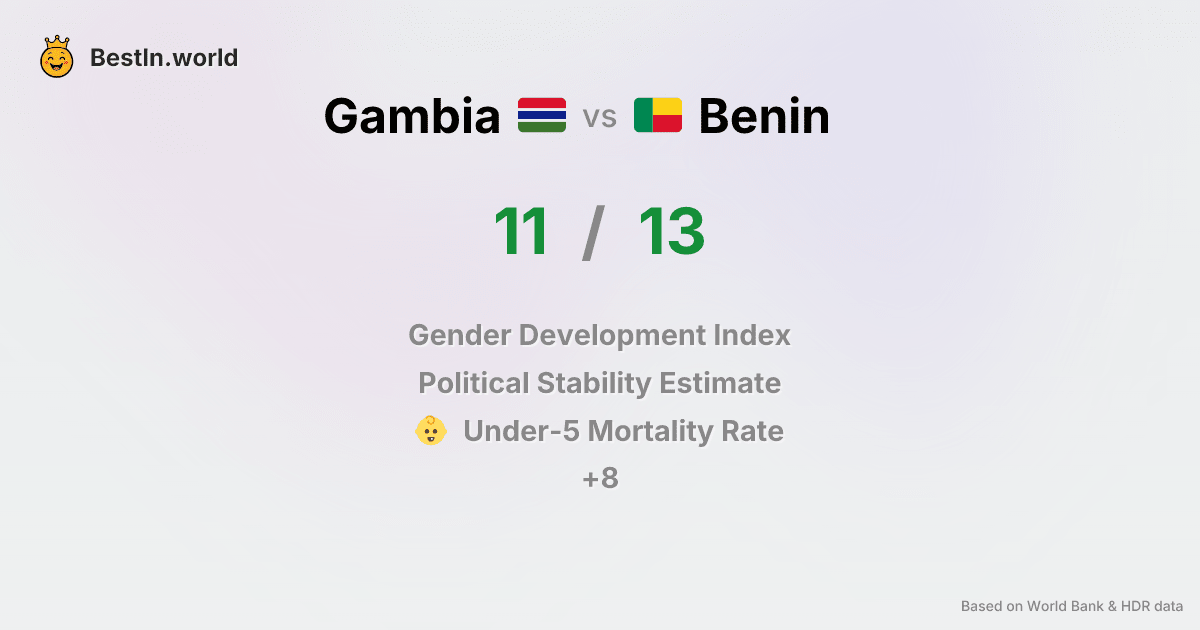 BestIn.world
Gambia vs Benin
11 / 13
Gender Development Index
Political Stability Estimate
Under-5 Mortality Rate
+8
Based on World Bank & HDR data